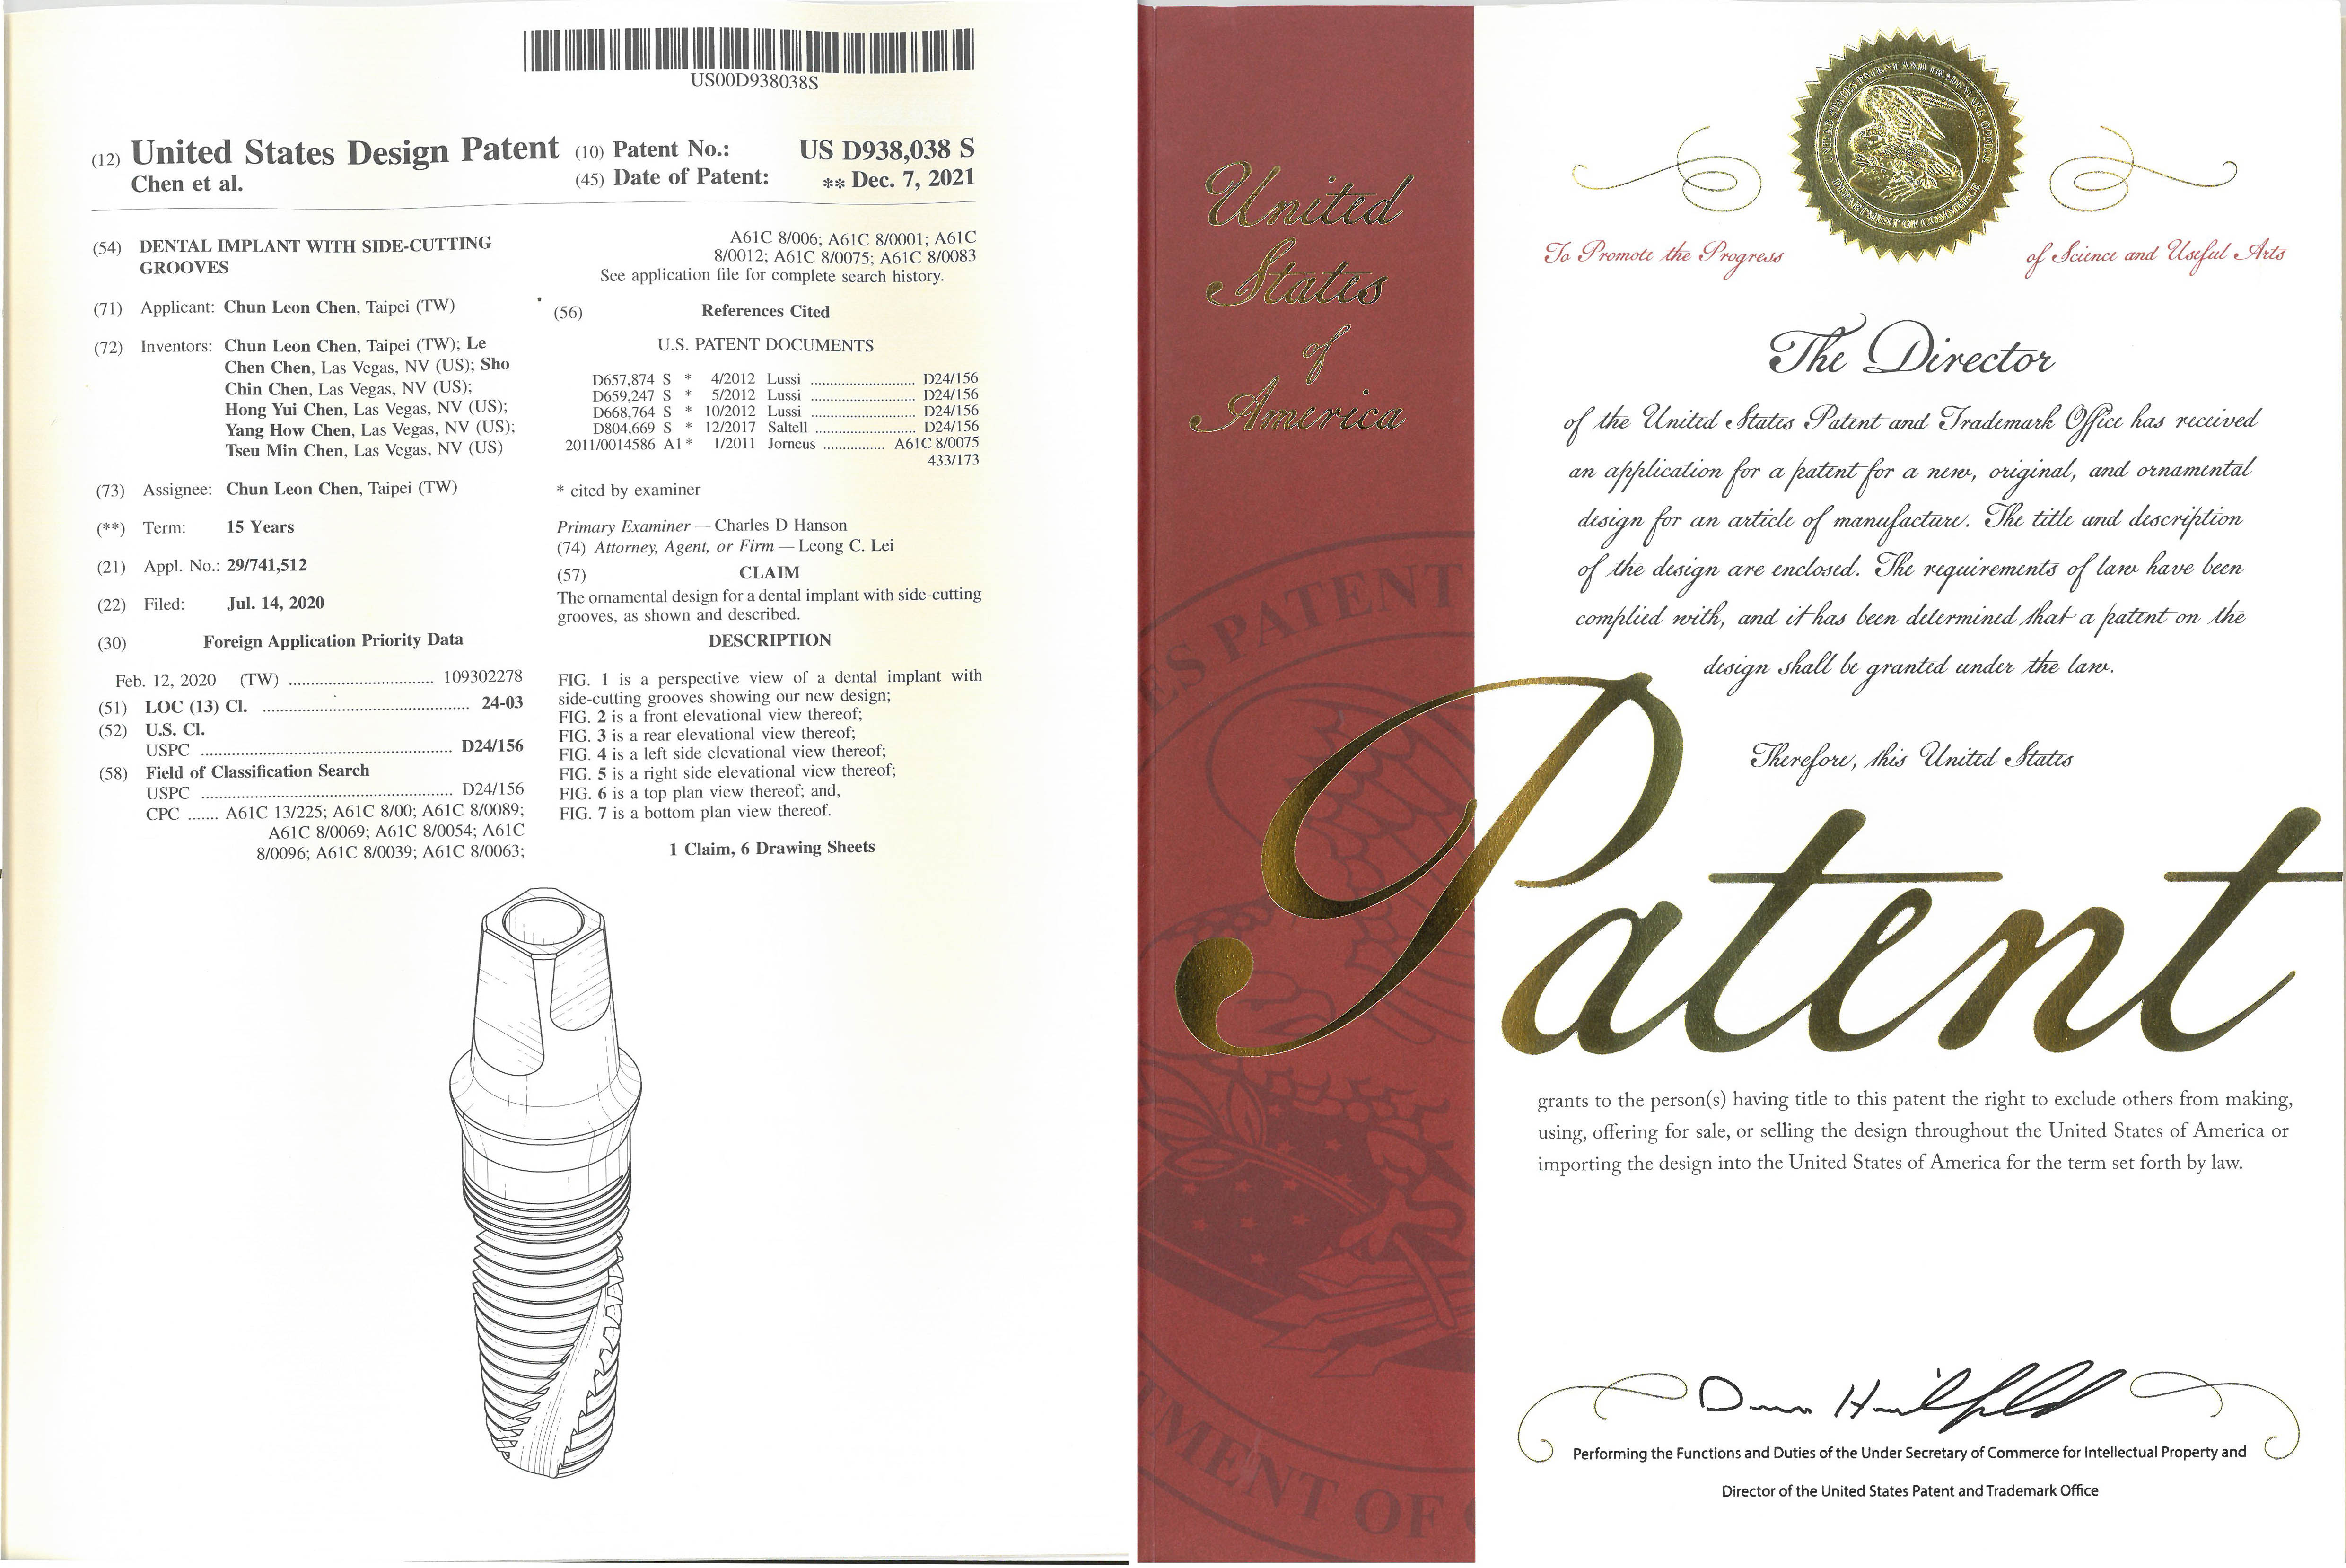 US00D938038S
(12) United States Design Patent
Chen et al.
(10) Patent No.: US D938,038 S
(45) Date of Patent: ** Dec. 7, 2021
(54) DENTAL IMPLANT WITH SIDE-CUTTING
GROOVES
(71) Applicant: Chun Leon Chen, Taipei (TW)
(72) Inventors: Chun Leon Chen, Taipei (TW); Le
Chen Chen, Las Vegas, NV (US); Sho
Chin Chen, Las Vegas, NV (US);
Hong Yui Chen, Las Vegas, NV (US);
Yang How Chen, Las Vegas, NV (US);
Tseu Min Chen, Las Vegas, NV (US)
(73) Assignee: Chun Leon Chen, Taipei (TW)
(**) Term: 15 Years
(21) Appl. No.: 29/741,512
(22) Filed: Jul. 14, 2020
(30) Foreign Application Priority Data
Feb. 12, 2020 (TW) ................................. 109302278
(51) LOC (13) Cl. ............................................... 24-03
(52) U.S. Cl.
USPC ........................................................ D24/156
(58) Field of Classification Search
USPC ........................................................ D24/156
CPC ....... A61C 13/225; A61C 8/00; A61C 8/0089;
A61C 8/0069; A61C 8/0054; A61C
8/0096; A61C 8/0039; A61C 8/0063;
A61C 8/006; A61C 8/0001; A61C
8/0012; A61C 8/0075; A61C 8/0083
See application file for complete search history.
(56) References Cited
U.S. PATENT DOCUMENTS
D657,874 S * 4/2012 Lussi .......................... D24/156
D659,247 S * 5/2012 Lussi .......................... D24/156
D668,764 S * 10/2012 Lussi .......................... D24/156
D804,669 S * 12/2017 Saltell ......................... D24/156
2011/0014586 A1 * 1/2011 Jorneus ................ A61C 8/0075
433/173
* cited by examiner
Primary Examiner — Charles D Hanson
(74) Attorney, Agent, or Firm — Leong C. Lei
(57) CLAIM
The ornamental design for a dental implant with side-cutting
grooves, as shown and described.
DESCRIPTION
FIG. 1 is a perspective view of a dental implant with
side-cutting grooves showing our new design;
FIG. 2 is a front elevational view thereof;
FIG. 3 is a rear elevational view thereof;
FIG. 4 is a left side elevational view thereof;
FIG. 5 is a right side elevational view thereof;
FIG. 6 is a top plan view thereof; and,
FIG. 7 is a bottom plan view thereof.
1 Claim, 6 Drawing Sheets
United
States
of
America
ES PATENT
TMENT OF
UNITED STATES PATENT AND TRADEMARK OFFICE
DEPARTMENT OF COMMERCE
To Promote the Progress
of Science and Useful Arts
The Director
of the United States Patent and Trademark Office has received
an application for a patent for a new, original, and ornamental
design for an article of manufacture. The title and description
of the design are enclosed. The requirements of law have been
complied with, and it has been determined that a patent on the
design shall be granted under the law.
Therefore, this United States
Patent
grants to the person(s) having title to this patent the right to exclude others from making,
using, offering for sale, or selling the design throughout the United States of America or
importing the design into the United States of America for the term set forth by law.
Performing the Functions and Duties of the Under Secretary of Commerce for Intellectual Property and
Director of the United States Patent and Trademark Office